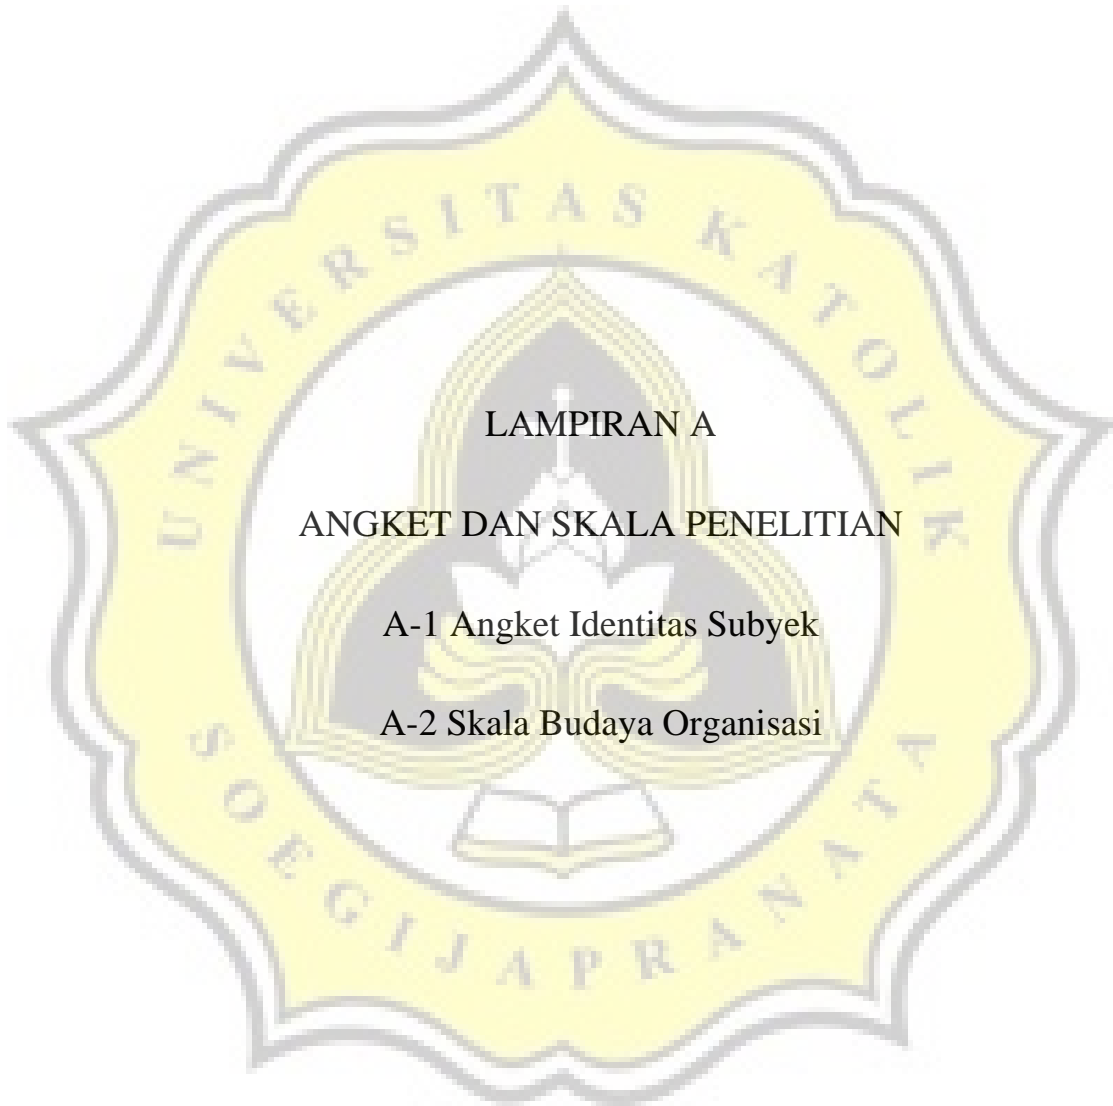 UNIVERSITAS KATOLIK
LAMPIRAN A
ANGKET DAN SKALA PENELITIAN
A-1 Angket Identitas Subyek
A-2 Skala Budaya Organisasi
SOEGIJAPRANATA